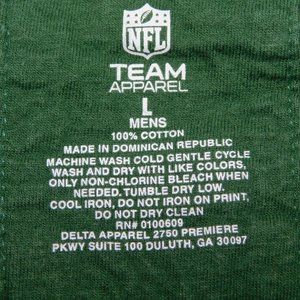 NFL
TEAM
APPAREL
L
MENS
100% COTTON
MADE IN DOMINICAN REPUBLIC
MACHINE WASH COLD GENTLE CYCLE
WASH AND DRY WITH LIKE COLORS,
ONLY NON-CHLORINE BLEACH WHEN
NEEDED. TUMBLE DRY LOW.
COOL IRON, DO NOT IRON ON PRINT,
DO NOT DRY CLEAN
RN# 0100609
DELTA APPAREL 2750 PREMIERE
PKWY SUITE 100 DULUTH, GA 30097